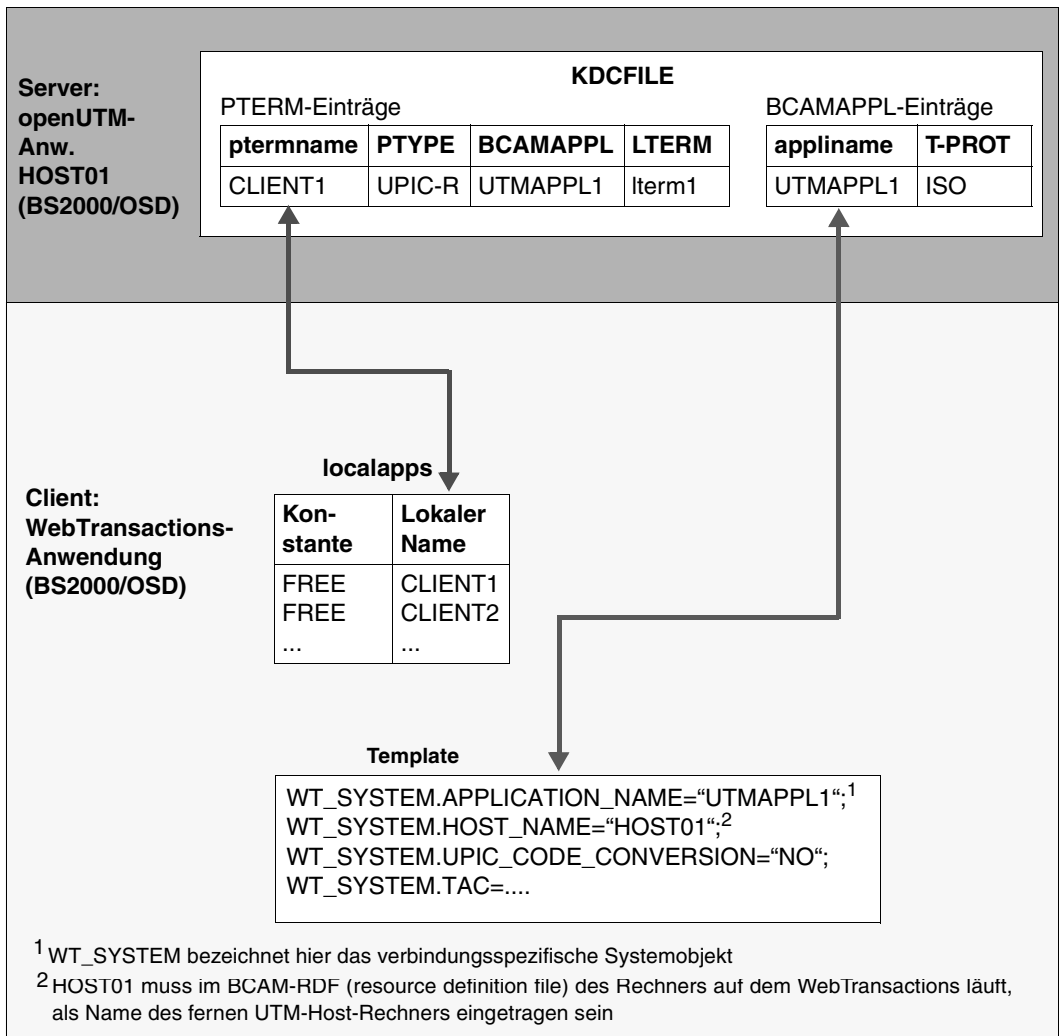 Server:
openUTM-
Anw.
HOST01
(BS2000/OSD)
KDCFILE
PTERM-Einträge
ptermname PTYPE BCAMAPPL LTERM
CLIENT1 UPIC-R UTMAPPL1 lterm1
BCAMAPPL-Einträge
appliname T-PROT
UTMAPPL1 ISO
Client:
WebTransactions-
Anwendung
(BS2000/OSD)
localapps
Kon- Lokaler
stante Name
FREE CLIENT1
FREE CLIENT2
... ...
Template
WT_SYSTEM.APPLICATION_NAME=“UTMAPPL1“;1
WT_SYSTEM.HOST_NAME=“HOST01“;2
WT_SYSTEM.UPIC_CODE_CONVERSION=“NO“;
WT_SYSTEM.TAC=....
1 WT_SYSTEM bezeichnet hier das verbindungsspezifische Systemobjekt
2 HOST01 muss im BCAM-RDF (resource definition file) des Rechners auf dem WebTransactions läuft,
als Name des fernen UTM-Host-Rechners eingetragen sein